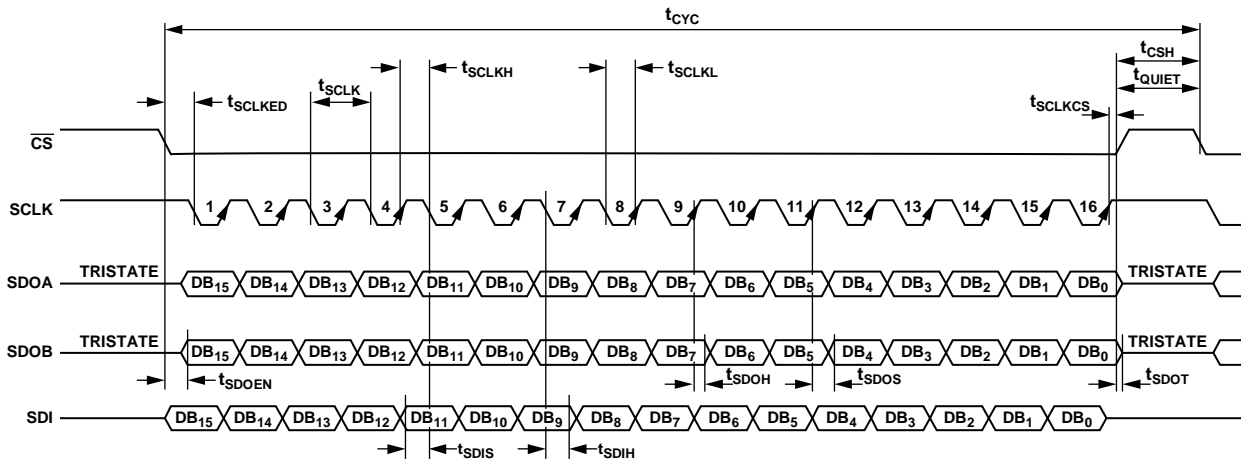 tCYC
tCSH
tSCLKH
tSCLKL
tQUIET
tSCLK
tSCLKED
tSCLKCS
CS
SCLK 1 2 3 4 5 6 7 8 9 10 11 12 13 14 15 16
SDOA TRISTATE DB15 DB14 DB13 DB12 DB11 DB10 DB9 DB8 DB7 DB6 DB5 DB4 DB3 DB2 DB1 DB0 TRISTATE
SDOB TRISTATE DB15 DB14 DB13 DB12 DB11 DB10 DB9 DB8 DB7 DB6 DB5 DB4 DB3 DB2 DB1 DB0 TRISTATE
tSDOEN tSDOH tSDOS tSDOT
SDI DB15 DB14 DB13 DB12 DB11 DB10 DB9 DB8 DB7 DB6 DB5 DB4 DB3 DB2 DB1 DB0
tSDIS tSDIH